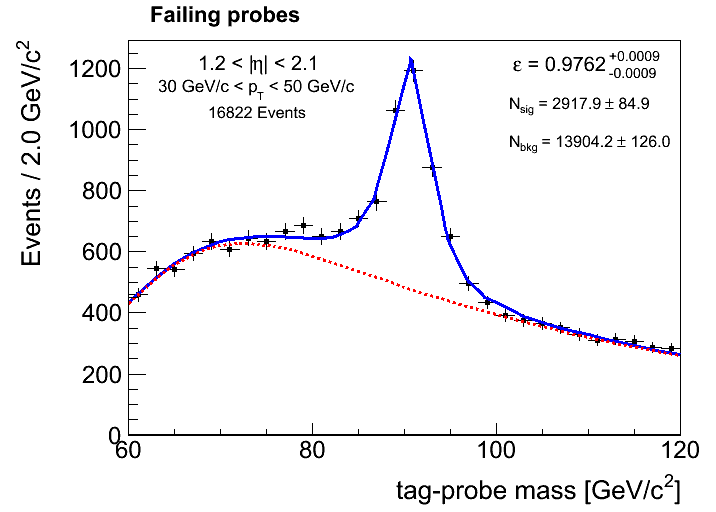 Failing probes
1.2 < |η| < 2.1
30 GeV/c < p_T < 50 GeV/c
16822 Events
ε = 0.9762 +0.0009 -0.0009
N_sig = 2917.9 ± 84.9
N_bkg = 13904.2 ± 126.0
Events / 2.0 GeV/c²
1200
1000
800
600
400
200
0
60 80 100 120
tag-probe mass [GeV/c²]